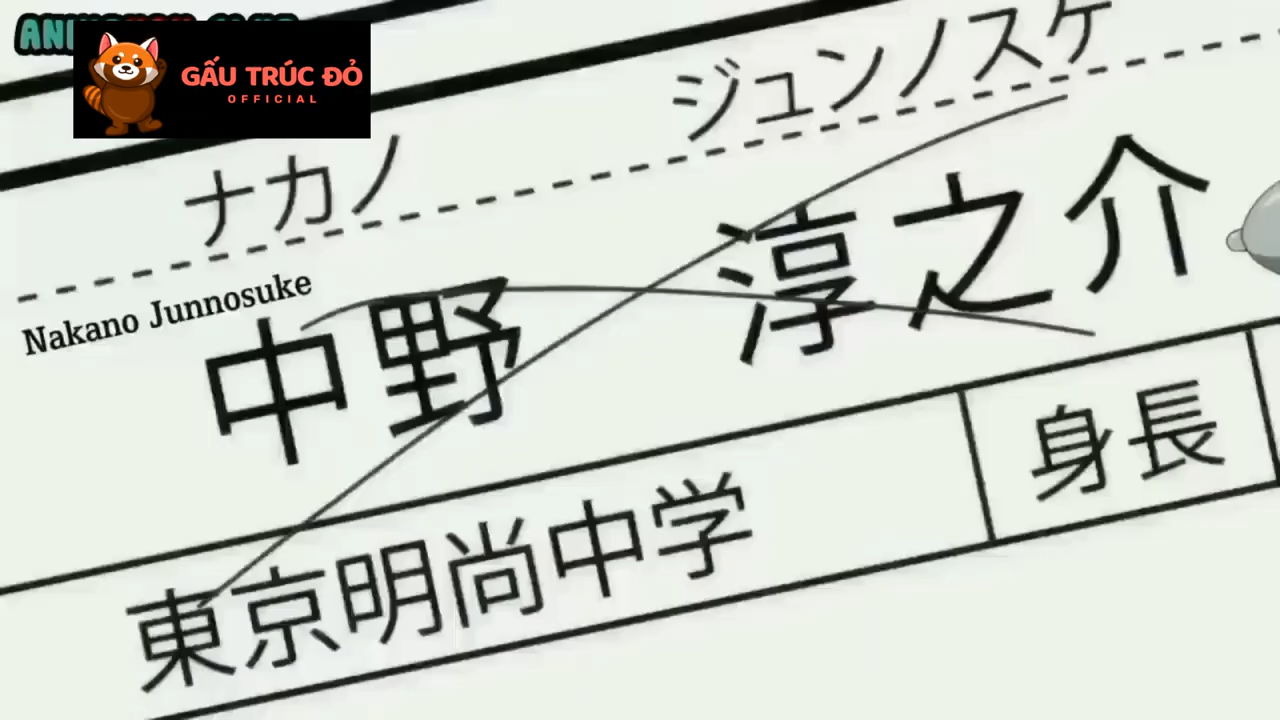 GẤU TRÚC ĐỎ
OFFICIAL
ナカノ ジュンノスケ
Nakano Junnosuke
中野 淳之介
東京明尚中学 身長